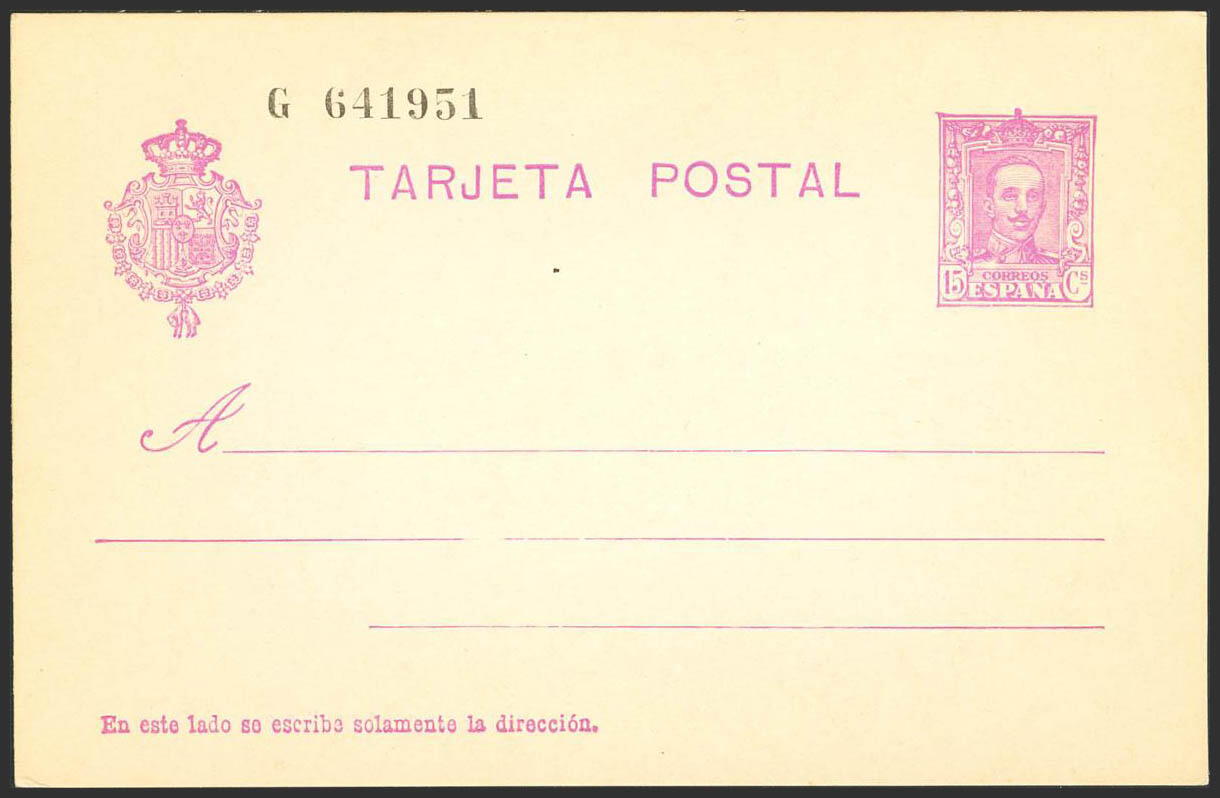 G 641951
TARJETA POSTAL
CORREOS
15 ESPAÑA Cs
A
En este lado se escribe solamente la dirección.